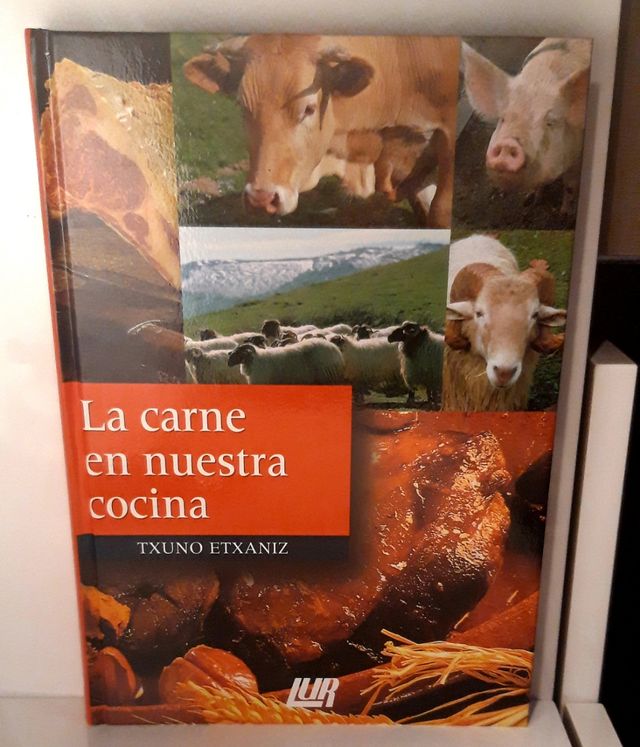 La carne
en nuestra
cocina
TXUNO ETXANIZ
LUR